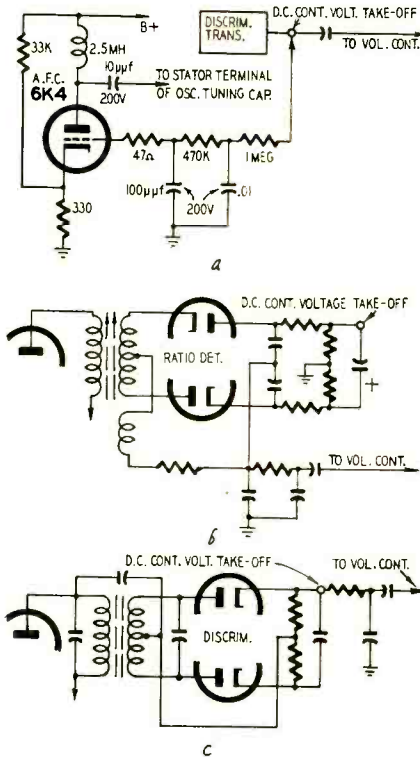 B+
33K
2.5MH
10µµf
A.F.C.
6K4
200V
TO STATOR TERMINAL
OF OSC. TUNING CAP.
DISCRIM.
TRANS.
D.C. CONT. VOLT. TAKE-OFF
TO VOL. CONT.
47Ω
470K
1 MEG
100µµf
200V
.01
330
a
D.C. CONT. VOLTAGE TAKE-OFF
RATIO DET.
+
TO VOL. CONT.
b
D.C. CONT. VOLT. TAKE-OFF
TO VOL. CONT.
DISCRIM.
c